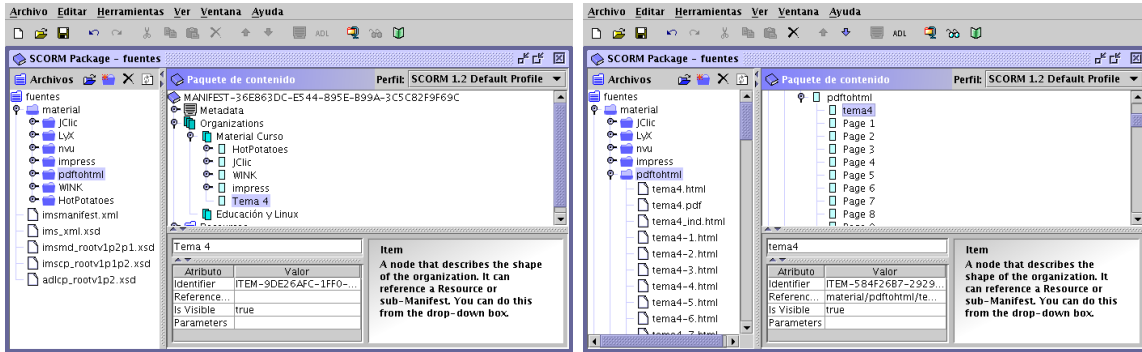 Archivo Editar Herramientas Ver Ventana Ayuda
ADL
SCORM Package - fuentes
Archivos
Paquete de contenido
Perfil: SCORM 1.2 Default Profile
fuentes
material
JClic
LyX
nvu
impress
pdftohtml
WINK
HotPotatoes
imsmanifest.xml
ims_xml.xsd
imsmd_rootv1p2p1.xsd
imscp_rootv1p1p2.xsd
adlcp_rootv1p2.xsd
MANIFEST-36E863DC-E544-895E-B99A-3C5C82F9F69C
Metadata
Organizations
Material Curso
HotPotatoes
JClic
WINK
impress
Tema 4
Educación y Linux
Tema 4
Atributo Valor
Identifier ITEM-9DE26AFC-1FF0-...
Reference...
Is Visible true
Parameters
Item
A node that describes the shape
of the organization. It can
reference a Resource or
sub-Manifest. You can do this
from the drop-down box.
Archivo Editar Herramientas Ver Ventana Ayuda
ADL
SCORM Package - fuentes
Archivos
Paquete de contenido
Perfil: SCORM 1.2 Default Profile
fuentes
material
JClic
LyX
nvu
impress
pdftohtml
tema4.html
tema4.pdf
tema4_ind.html
tema4-1.html
tema4-2.html
tema4-3.html
tema4-4.html
tema4-5.html
tema4-6.html
tema4-7.html
pdftohtml
tema4
Page 1
Page 2
Page 3
Page 4
Page 5
Page 6
Page 7
Page 8
tema4
Atributo Valor
Identifier ITEM-584F26B7-2929...
Referenc... material/pdftohtml/te...
Is Visible true
Parameters
Item
A node that describes the
shape of the organization. It
can reference a Resource or
sub-Manifest. You can do this
from the drop-down box.